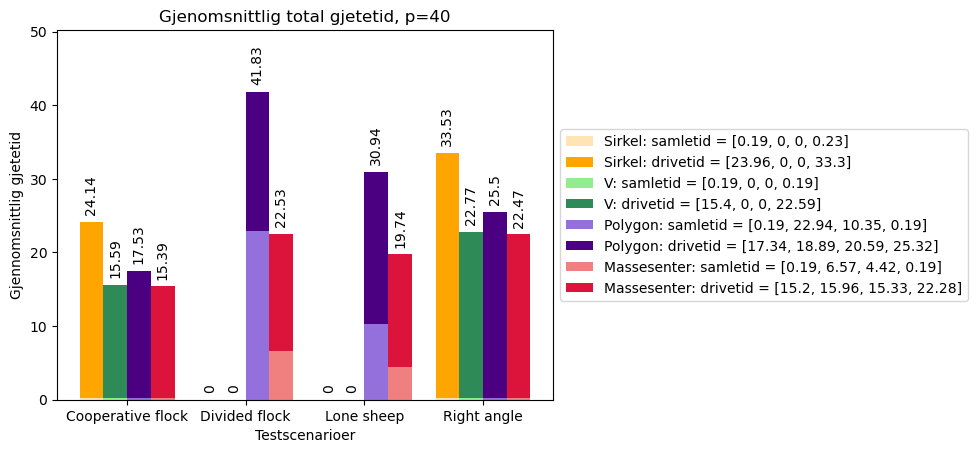 Gjenomsnittlig total gjetetid, p=40
Gjennomsnittlig gjetetid
50
40
30
20
10
0
24.14
15.59
17.53
15.39
0
0
41.83
22.53
0
0
30.94
19.74
33.53
22.77
25.5
22.47
Cooperative flock
Divided flock
Lone sheep
Right angle
Testscenarioer
Sirkel: samletid = [0.19, 0, 0, 0.23]
Sirkel: drivetid = [23.96, 0, 0, 33.3]
V: samletid = [0.19, 0, 0, 0.19]
V: drivetid = [15.4, 0, 0, 22.59]
Polygon: samletid = [0.19, 22.94, 10.35, 0.19]
Polygon: drivetid = [17.34, 18.89, 20.59, 25.32]
Massesenter: samletid = [0.19, 6.57, 4.42, 0.19]
Massesenter: drivetid = [15.2, 15.96, 15.33, 22.28]